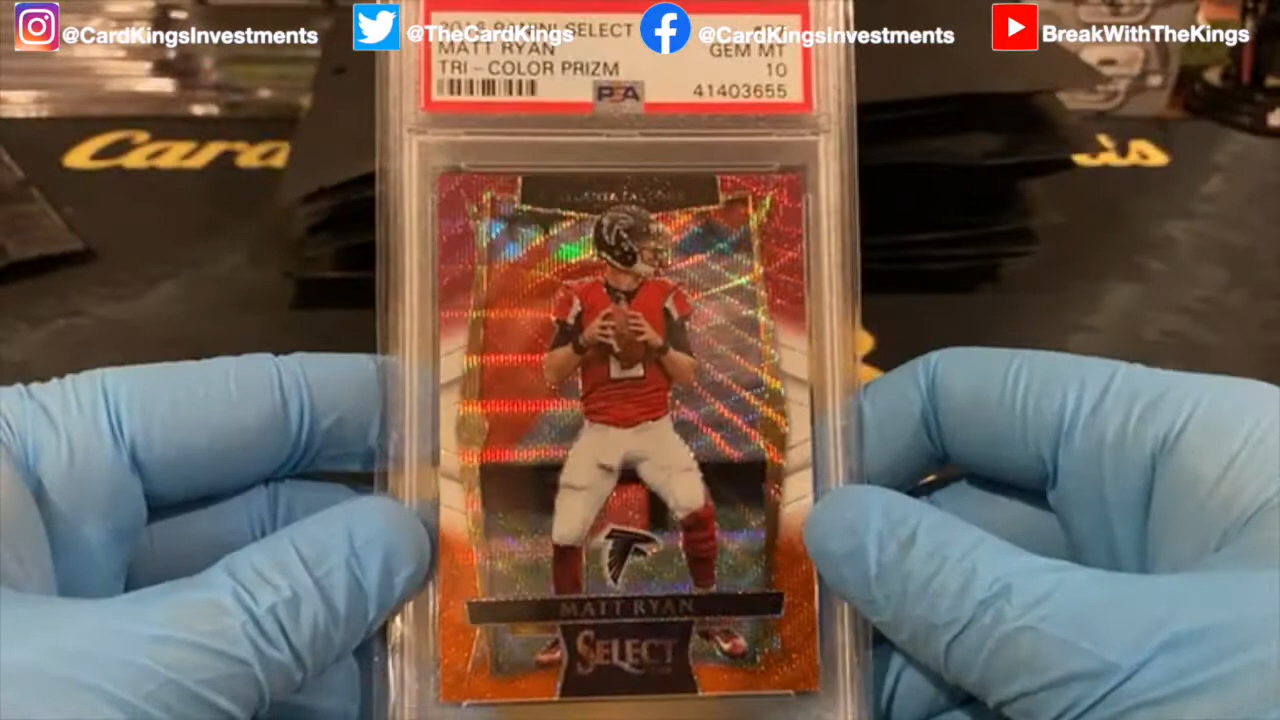 @CardKingsInvestments
@TheCardKings
@CardKingsInvestments
BreakWithTheKings
PANINI SELECT
MATT RYAN
GEM MT
TRI-COLOR PRIZM
10
PSA
41403655
Card
MATT RYAN
SELECT